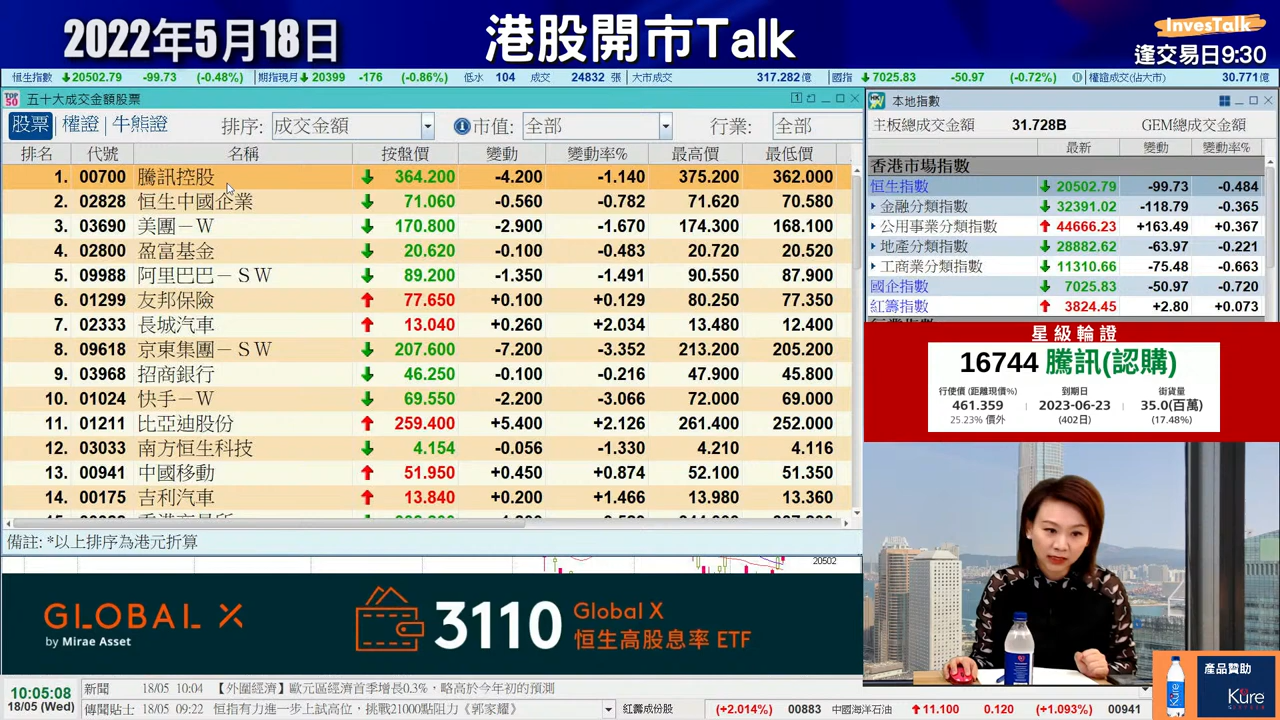 2022年5月18日
港股開市Talk
InvesTalk
逢交易日9:30
恒生指數 20502.79 -99.73 (-0.48%) 期指現月 20399 -176 (-0.86%) 低水 104 成交 24832 張 大市成交 317.282億 國指 7025.83 -50.97 (-0.72%) 權證成交(佔大市) 30.771億
TOP 50 五十大成交金額股票
股票 權證 牛熊證 排序: 成交金額 市值: 全部 行業: 全部
排名 代號 名稱 按盤價 變動 變動率% 最高價 最低價
1. 00700 騰訊控股 364.200 -4.200 -1.140 375.200 362.000
2. 02828 恒生中國企業 71.060 -0.560 -0.782 71.620 70.580
3. 03690 美團－W 170.800 -2.900 -1.670 174.300 168.100
4. 02800 盈富基金 20.620 -0.100 -0.483 20.720 20.520
5. 09988 阿里巴巴－SW 89.200 -1.350 -1.491 90.550 87.900
6. 01299 友邦保險 77.650 +0.100 +0.129 80.250 77.350
7. 02333 長城汽車 13.040 +0.260 +2.034 13.480 12.400
8. 09618 京東集團－SW 207.600 -7.200 -3.352 213.200 205.200
9. 03968 招商銀行 46.250 -0.100 -0.216 47.900 45.800
10. 01024 快手－W 69.550 -2.200 -3.066 72.000 69.000
11. 01211 比亞迪股份 259.400 +5.400 +2.126 261.400 252.000
12. 03033 南方恒生科技 4.154 -0.056 -1.330 4.210 4.116
13. 00941 中國移動 51.950 +0.450 +0.874 52.100 51.350
14. 00175 吉利汽車 13.840 +0.200 +1.466 13.980 13.360
備註: *以上排序為港元折算
20502
本地指數
主板總成交金額 31.728B GEM總成交金額
最新 變動 變動率%
香港市場指數
恒生指數 20502.79 -99.73 -0.484
金融分類指數 32391.02 -118.79 -0.365
公用事業分類指數 44666.23 +163.49 +0.367
地產分類指數 28882.62 -63.97 -0.221
工商業分類指數 11310.66 -75.48 -0.663
國企指數 7025.83 -50.97 -0.720
紅籌指數 3824.45 +2.80 +0.073
星級輪證
16744 騰訊(認購)
行使價 (距離現價%) 到期日 街貨量
461.359 2023-06-23 35.0(百萬)
25.23% 價外 (402日) (17.48%)
GLOBAL X
by Mirae Asset
3110
Global X
恒生高股息率 ETF
產品贊助
Kure
Kure
10:05:08
18/05 (Wed)
新聞 18/05 10:04 【外圍經濟】歐元區經濟首季增長0.3%，略高於今年初的預測
傳聞貼士 18/05 09:22 恒指有力進一步上試高位，挑戰21000點阻力《李耀》
紅籌成份股 (+2.014%) 00883 中國海洋石油 11.100 0.120 (+1.093%) 00941